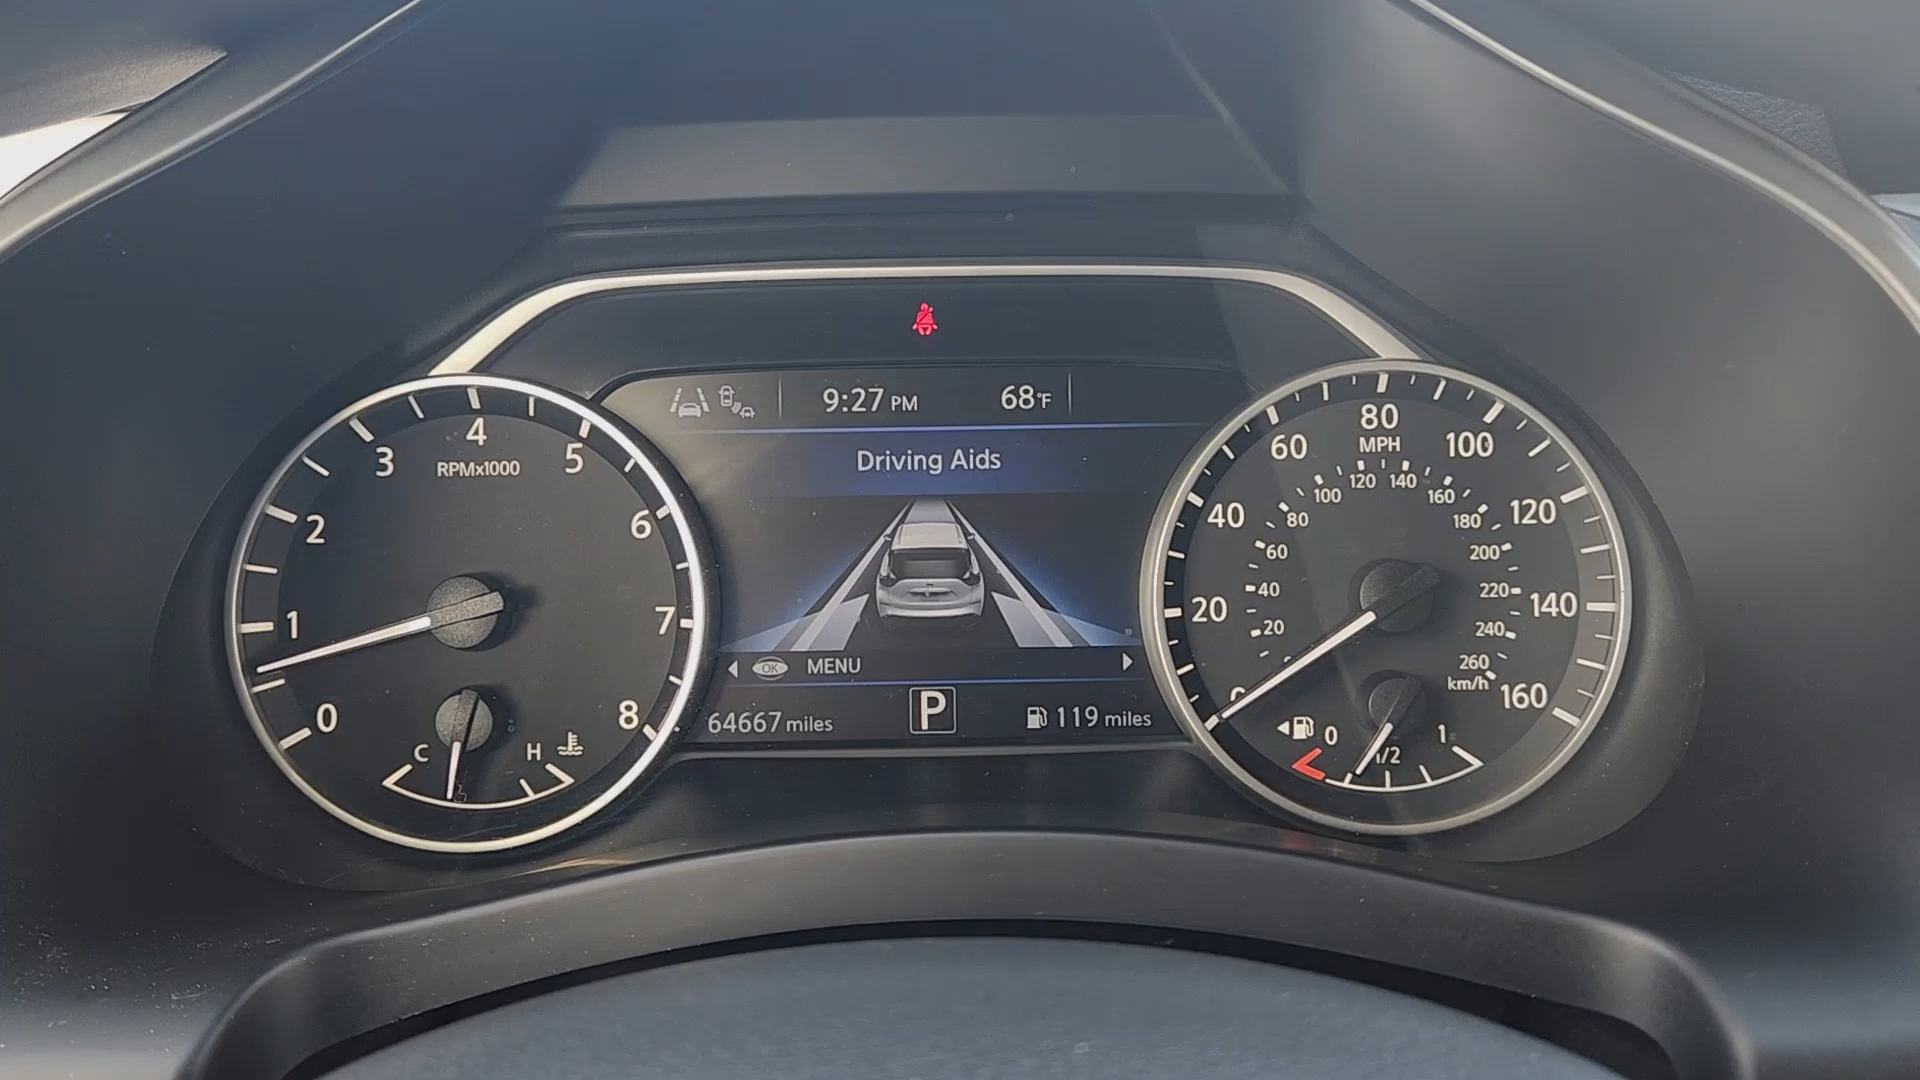 9:27 PM
68°F
Driving Aids
OK MENU
64667 miles
P
119 miles
0 1 2 3 4 5 6 7 8
RPMx1000
C H
0 20 40 60 80 100 120 140 160
MPH
20 40 60 80 100 120 140 160 180 200 220 240 260
km/h
0 1/2 1